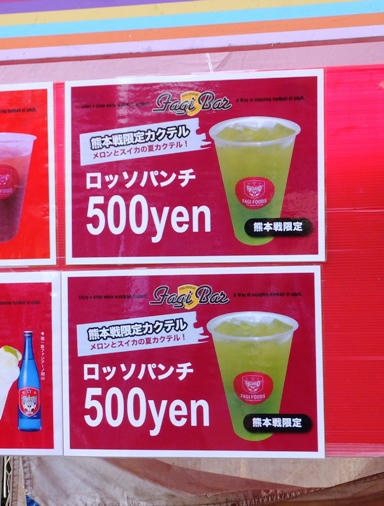 Fagi Bar
熊本戦限定カクテル
メロンとスイカの夏カクテル！
ロッソパンチ
500yen
FAGI FOODS
熊本戦限定
Fagi Bar
熊本戦限定カクテル
メロンとスイカの夏カクテル！
ロッソパンチ
500yen
FAGI FOODS
熊本戦限定